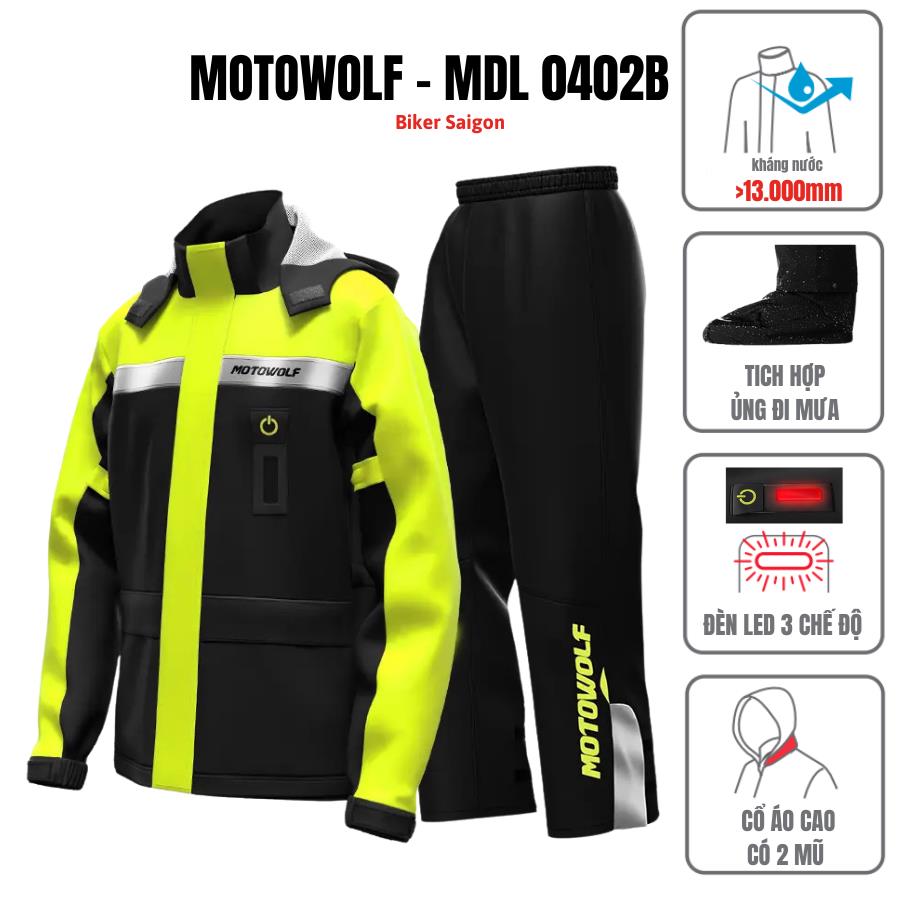 MOTOWOLF - MDL 0402B
Biker Saigon
kháng nước
>13.000mm
TICH HỢP
ỦNG ĐI MƯA
ĐÈN LED 3 CHẾ ĐỘ
CỔ ÁO CAO
CÓ 2 MŨ
MOTOWOLF
MOTOWOLF